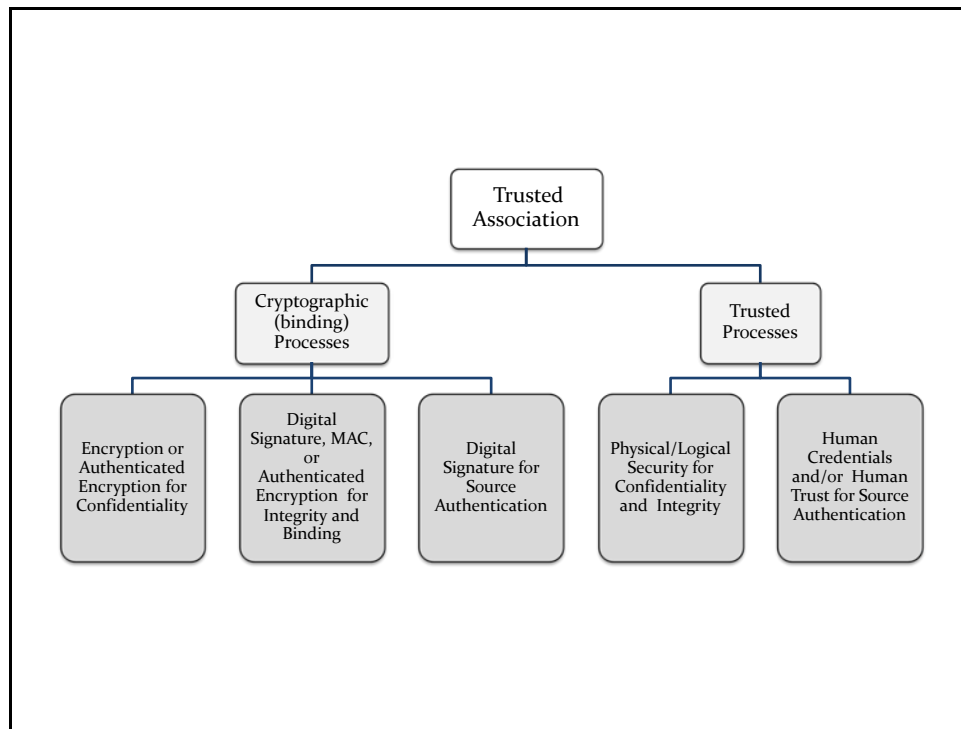 Trusted
Association
Cryptographic
(binding)
Processes
Trusted
Processes
Encryption or
Authenticated
Encryption for
Confidentiality
Digital
Signature, MAC,
or
Authenticated
Encryption for
Integrity and
Binding
Digital
Signature for
Source
Authentication
Physical/Logical
Security for
Confidentiality
and Integrity
Human
Credentials
and/or Human
Trust for Source
Authentication